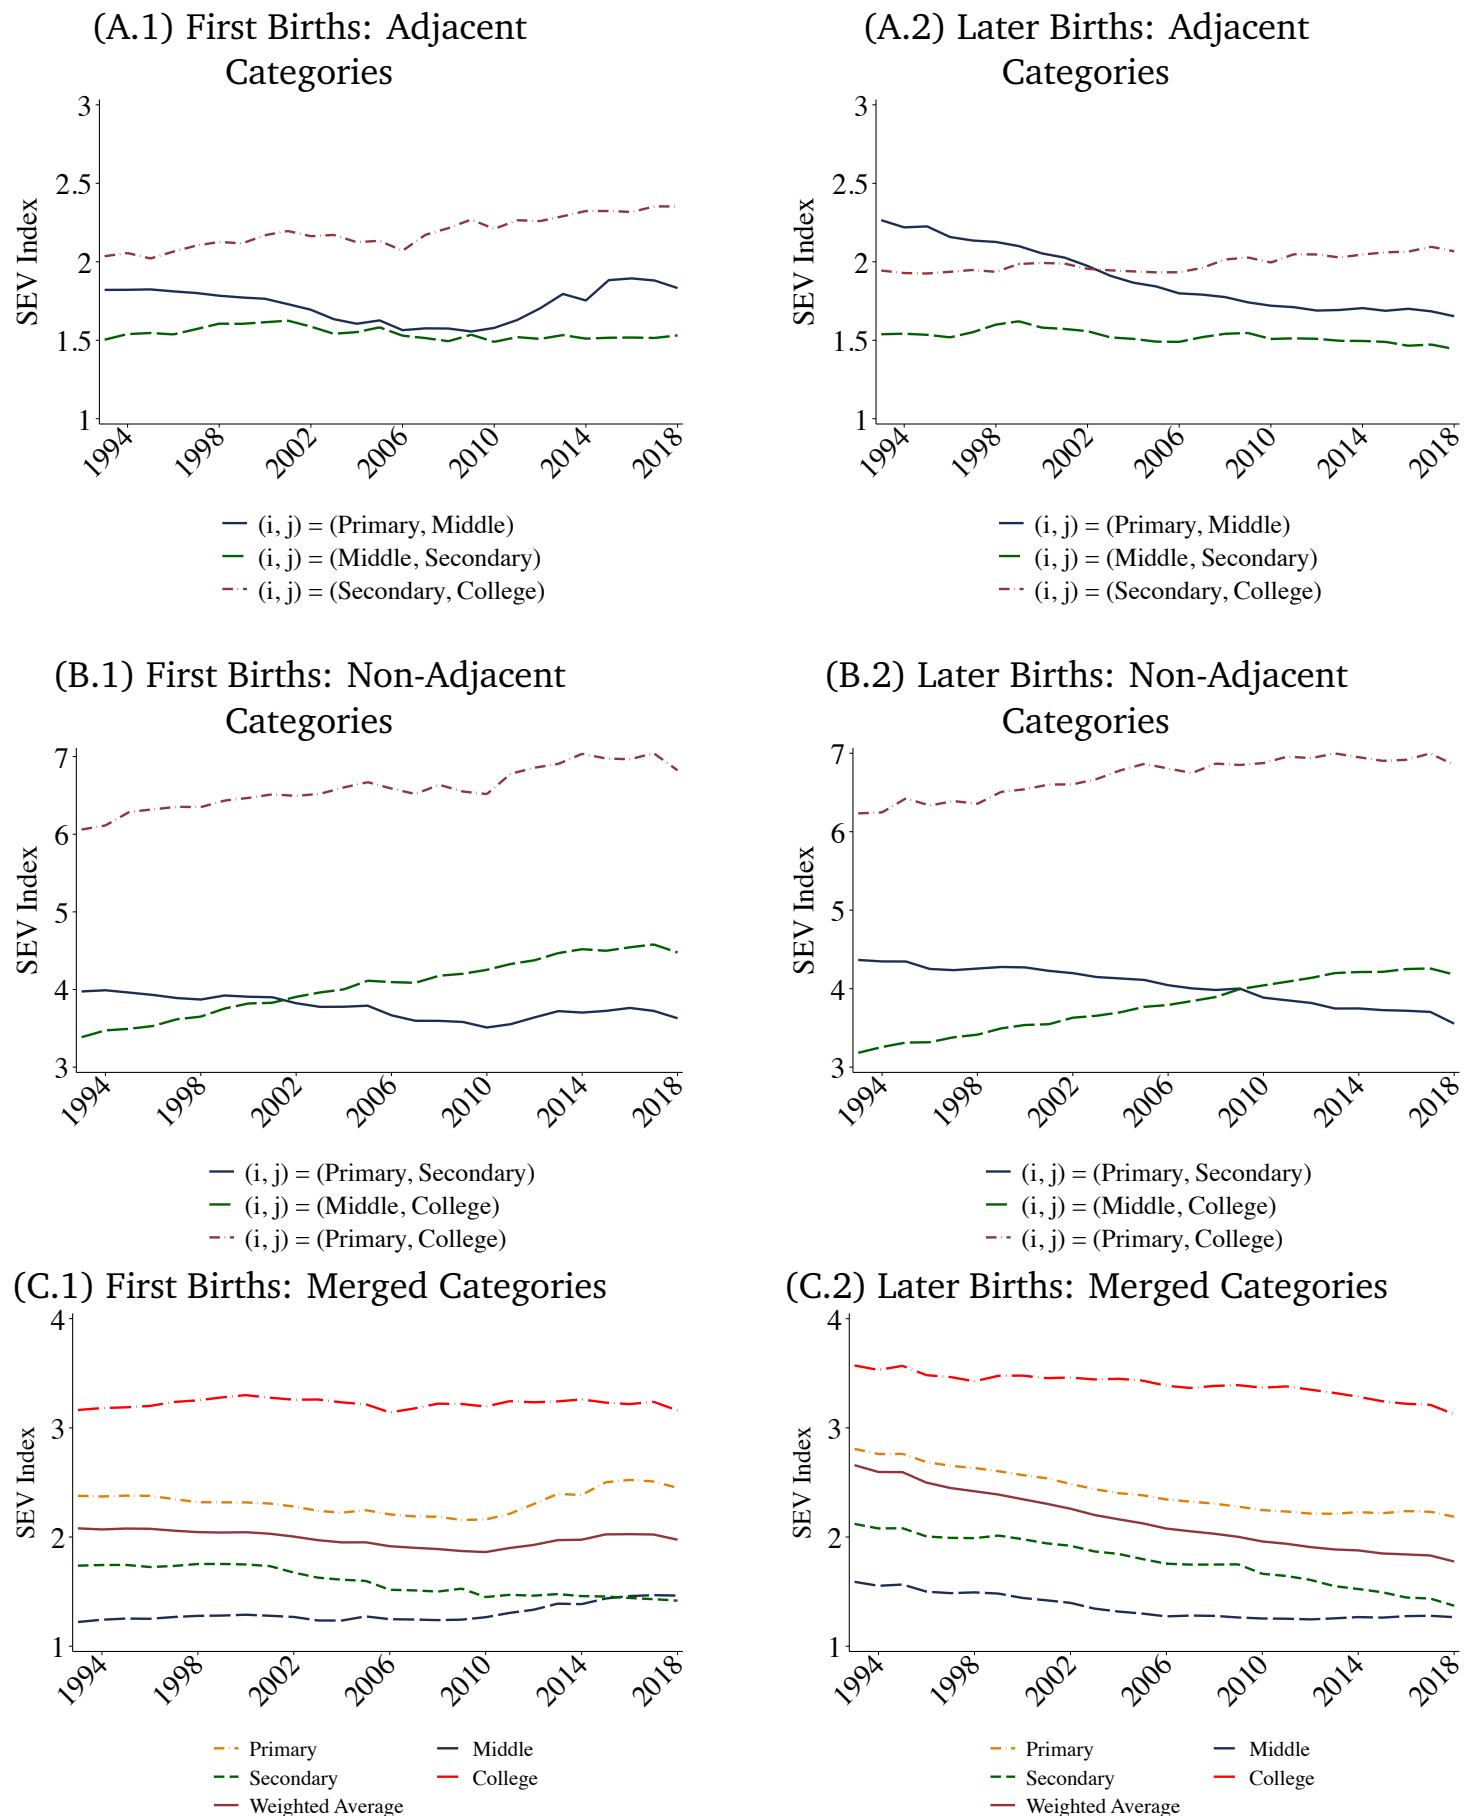 (A.1) First Births: Adjacent
Categories
3
2.5
2
1.5
1
SEV Index
1994
1998
2002
2006
2010
2014
2018
(i, j) = (Primary, Middle)
(i, j) = (Middle, Secondary)
(i, j) = (Secondary, College)
(A.2) Later Births: Adjacent
Categories
3
2.5
2
1.5
1
SEV Index
1994
1998
2002
2006
2010
2014
2018
(i, j) = (Primary, Middle)
(i, j) = (Middle, Secondary)
(i, j) = (Secondary, College)
(B.1) First Births: Non-Adjacent
Categories
7
6
5
4
3
SEV Index
1994
1998
2002
2006
2010
2014
2018
(i, j) = (Primary, Secondary)
(i, j) = (Middle, College)
(i, j) = (Primary, College)
(B.2) Later Births: Non-Adjacent
Categories
7
6
5
4
3
SEV Index
1994
1998
2002
2006
2010
2014
2018
(i, j) = (Primary, Secondary)
(i, j) = (Middle, College)
(i, j) = (Primary, College)
(C.1) First Births: Merged Categories
4
3
2
1
SEV Index
1994
1998
2002
2006
2010
2014
2018
Primary
Middle
Secondary
College
Weighted Average
(C.2) Later Births: Merged Categories
4
3
2
1
SEV Index
1994
1998
2002
2006
2010
2014
2018
Primary
Middle
Secondary
College
Weighted Average